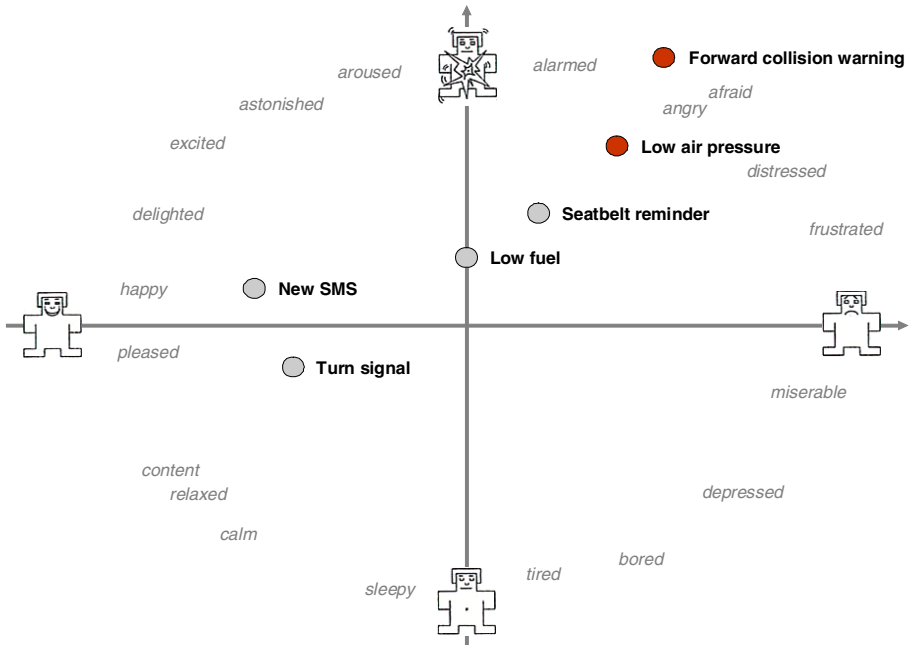 Forward collision warning
aroused
alarmed
afraid
astonished
angry
excited
Low air pressure
distressed
delighted
Seatbelt reminder
frustrated
Low fuel
happy
New SMS
pleased
Turn signal
miserable
content
relaxed
depressed
calm
bored
tired
sleepy